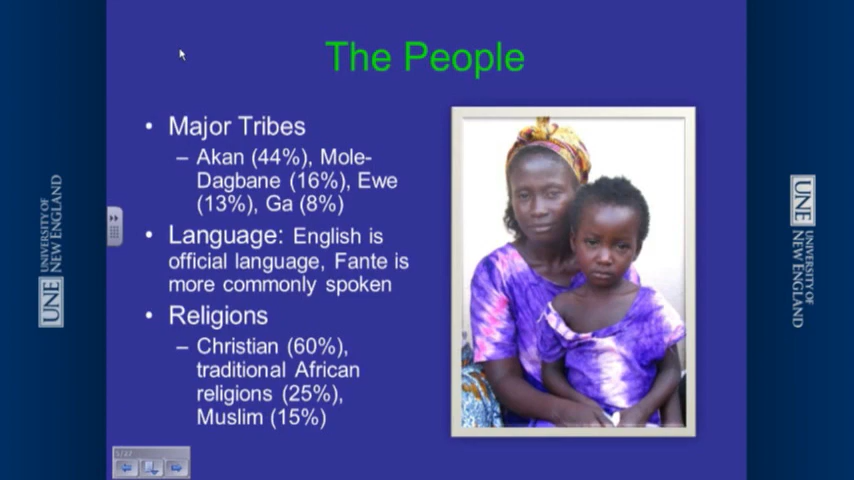 The People
• Major Tribes
– Akan (44%), Mole-
Dagbane (16%), Ewe
(13%), Ga (8%)
• Language: English is
official language, Fante is
more commonly spoken
• Religions
– Christian (60%),
traditional African
religions (25%),
Muslim (15%)
UNE UNIVERSITY OF
NEW ENGLAND
UNE UNIVERSITY OF
NEW ENGLAND
5/27